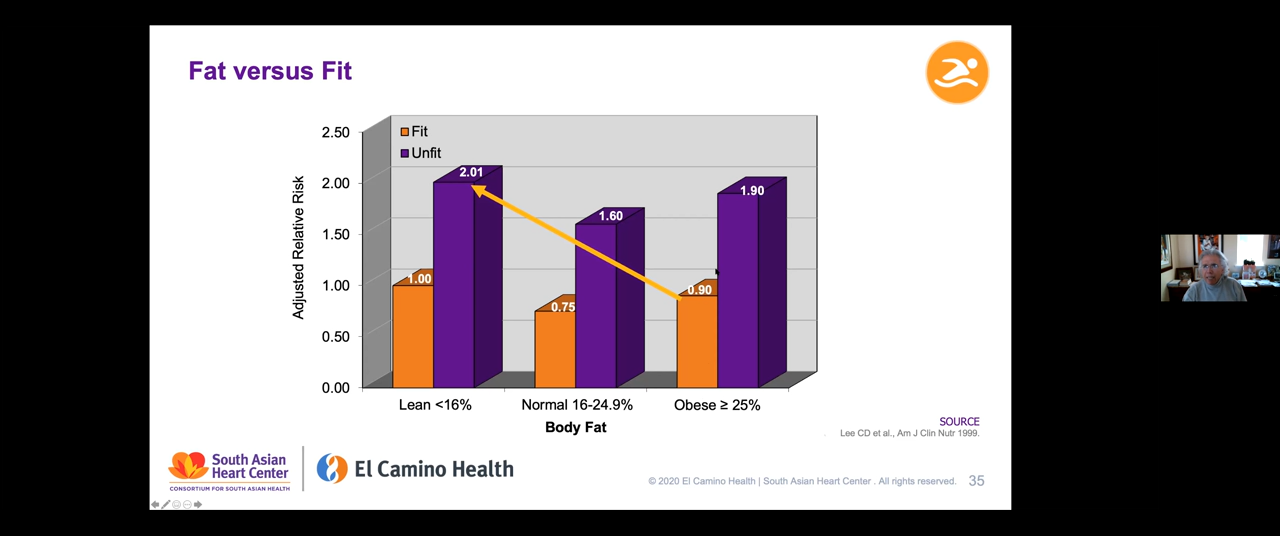 Fat versus Fit
2.50
2.00
1.50
1.00
0.50
0.00
Adjusted Relative Risk
Fit
Unfit
2.01
1.60
1.90
1.00
0.75
0.90
Lean <16%
Normal 16-24.9%
Obese ≥ 25%
Body Fat
SOURCE
Lee CD et al., Am J Clin Nutr 1999.
South Asian
Heart Center
CONSORTIUM FOR SOUTH ASIAN HEALTH
El Camino Health
© 2020 El Camino Health | South Asian Heart Center . All rights reserved.
35